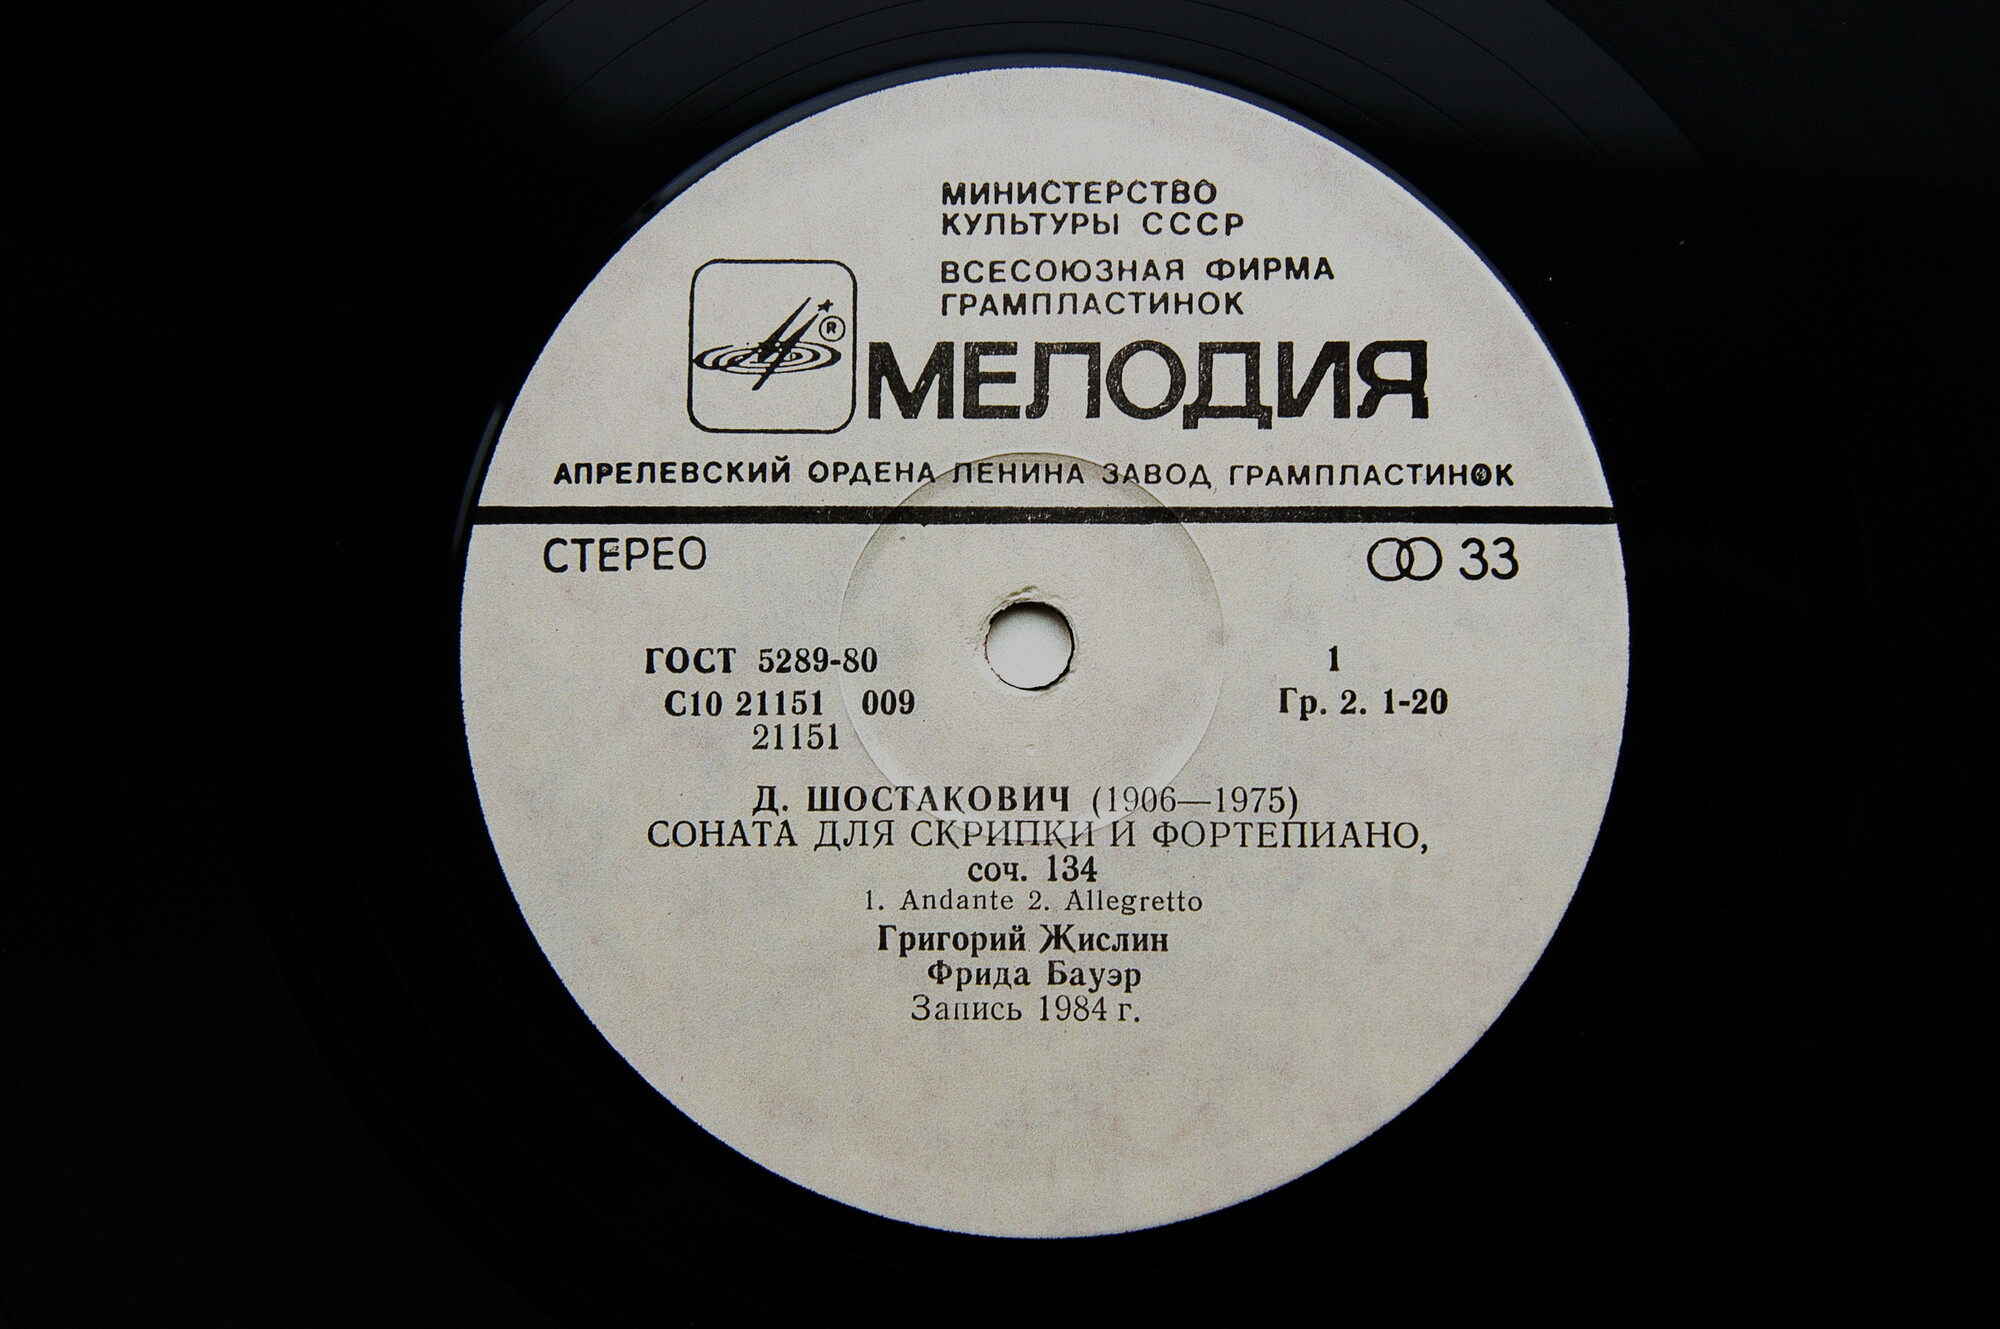 МИНИСТЕРСТВО
КУЛЬТУРЫ СССР
ВСЕСОЮЗНАЯ ФИРМА
ГРАМПЛАСТИНОК
®
МЕЛОДИЯ
АПРЕЛЕВСКИЙ ОРДЕНА ЛЕНИНА ЗАВОД ГРАМПЛАСТИНОК
СТЕРЕО 33
ГОСТ 5289-80 1
С10 21151 009 Гр. 2. 1-20
21151
Д. ШОСТАКОВИЧ (1906—1975)
СОНАТА ДЛЯ СКРИПКИ И ФОРТЕПИАНО,
соч. 134
1. Andante 2. Allegretto
Григорий Жислин
Фрида Бауэр
Запись 1984 г.